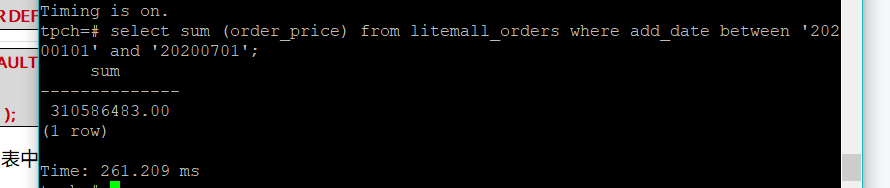 Timing is on.
R DEF
tpch=# select sum (order_price) from litemall_orders where add_date between '202
00101' and '20200701';
AULT
sum
--------------
310586483.00
);
(1 row)
表中
Time: 261.209 ms